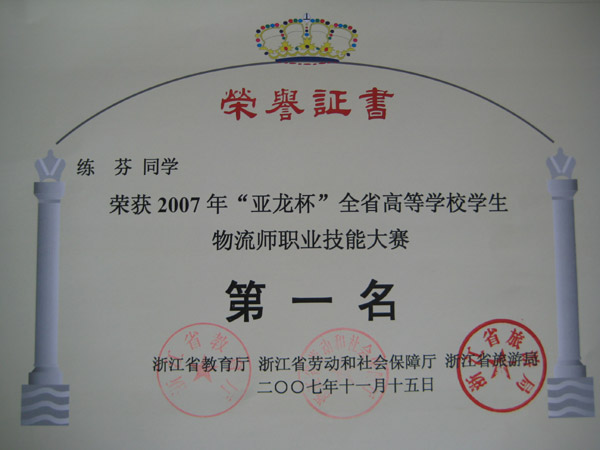 榮譽証書
练 芬 同学
荣获 2007 年“亚龙杯”全省高等学校学生
物流师职业技能大赛
第 一 名
浙江省教育厅 浙江省劳动和社会保障厅 浙江省旅游局
二〇〇七年十一月十五日